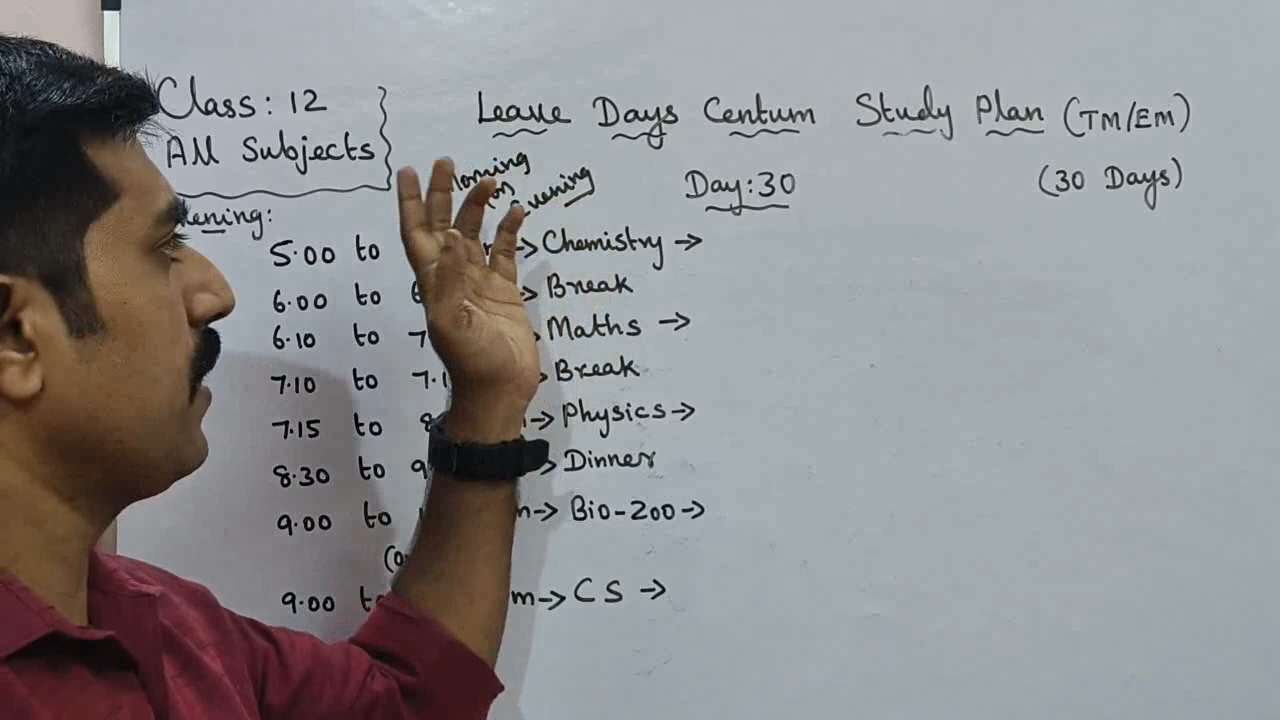 Class: 12
All Subjects
Leave Days Centum Study Plan (TM/EM)
Evening
Day:30
(30 Days)
5.00 to → Chemistry →
6.00 to 6 → Break
6.10 to 7 → Maths →
7.10 to 7.1 → Break
7.15 to 8 → Physics →
8.30 to 9 → Dinner
9.00 to m→ Bio-Zoo →
9.00 m→ CS →